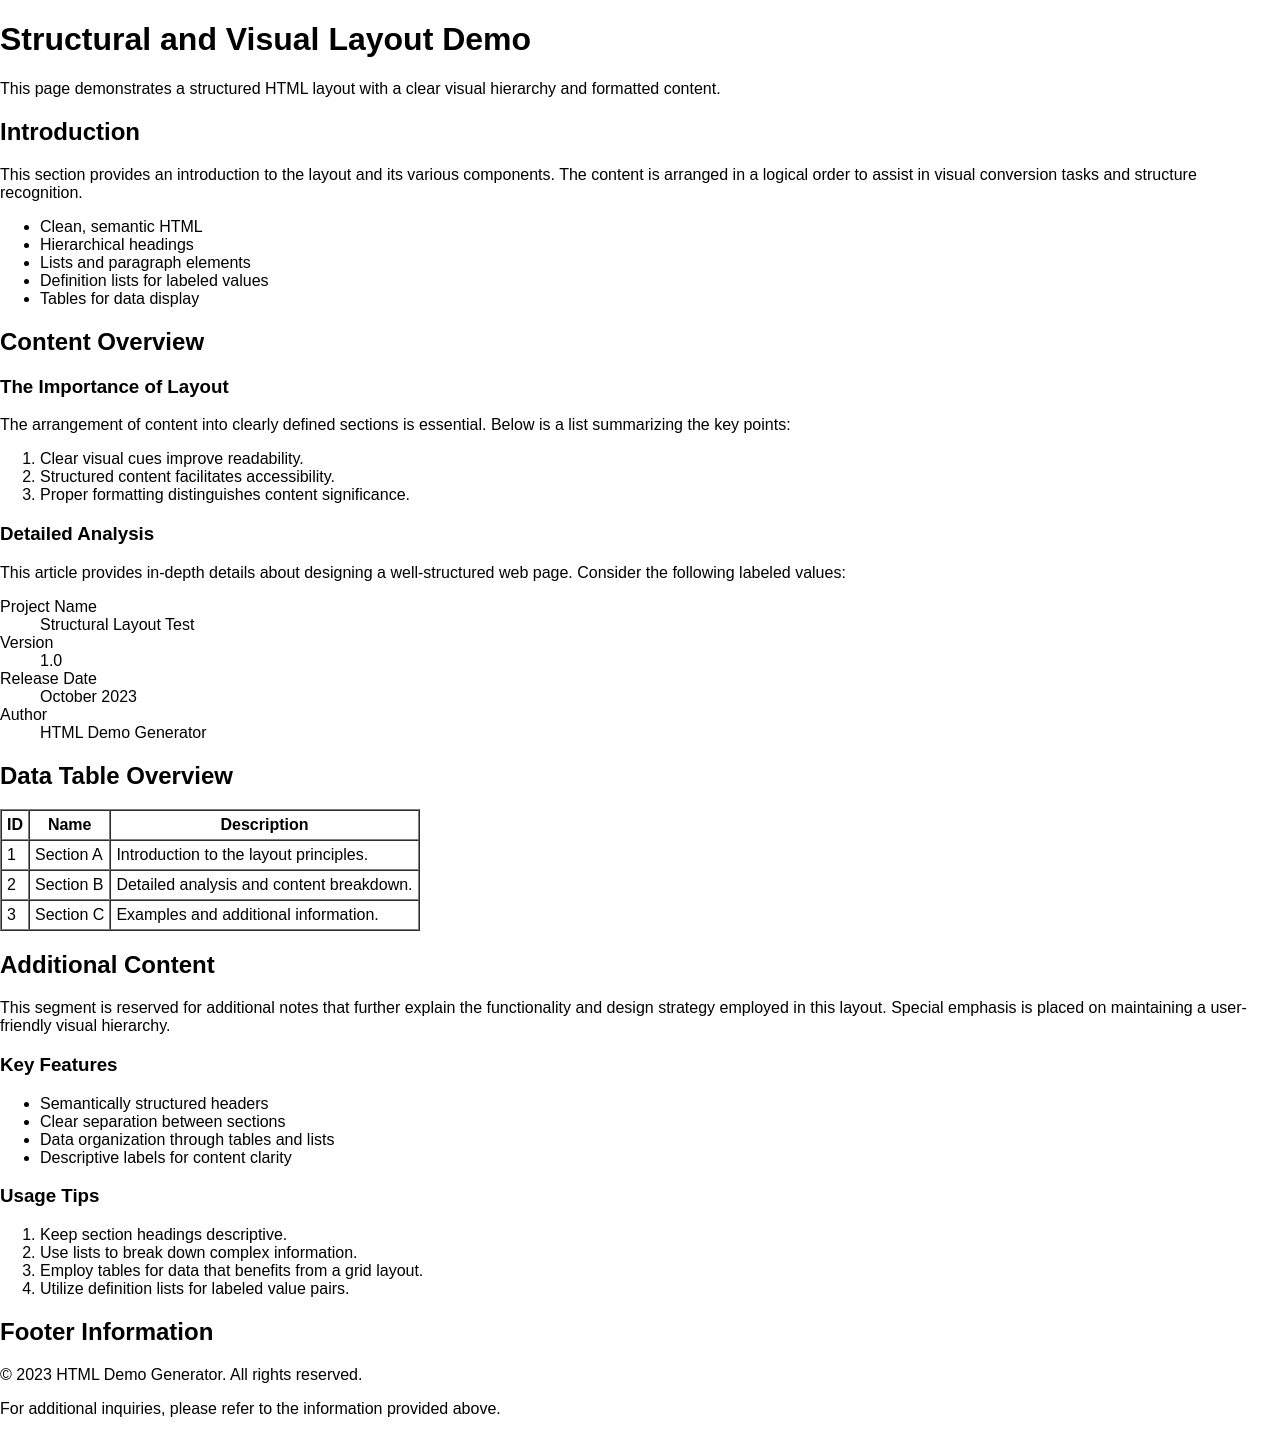 Structural and Visual Layout Demo
This page demonstrates a structured HTML layout with a clear visual hierarchy and formatted content.
Introduction
This section provides an introduction to the layout and its various components. The content is arranged in a logical order to assist in visual conversion tasks and structure
recognition.
• Clean, semantic HTML
• Hierarchical headings
• Lists and paragraph elements
• Definition lists for labeled values
• Tables for data display
Content Overview
The Importance of Layout
The arrangement of content into clearly defined sections is essential. Below is a list summarizing the key points:
1. Clear visual cues improve readability.
2. Structured content facilitates accessibility.
3. Proper formatting distinguishes content significance.
Detailed Analysis
This article provides in-depth details about designing a well-structured web page. Consider the following labeled values:
Project Name
Structural Layout Test
Version
1.0
Release Date
October 2023
Author
HTML Demo Generator
Data Table Overview
ID Name Description
1 Section A Introduction to the layout principles.
2 Section B Detailed analysis and content breakdown.
3 Section C Examples and additional information.
Additional Content
This segment is reserved for additional notes that further explain the functionality and design strategy employed in this layout. Special emphasis is placed on maintaining a user-
friendly visual hierarchy.
Key Features
• Semantically structured headers
• Clear separation between sections
• Data organization through tables and lists
• Descriptive labels for content clarity
Usage Tips
1. Keep section headings descriptive.
2. Use lists to break down complex information.
3. Employ tables for data that benefits from a grid layout.
4. Utilize definition lists for labeled value pairs.
Footer Information
© 2023 HTML Demo Generator. All rights reserved.
For additional inquiries, please refer to the information provided above.